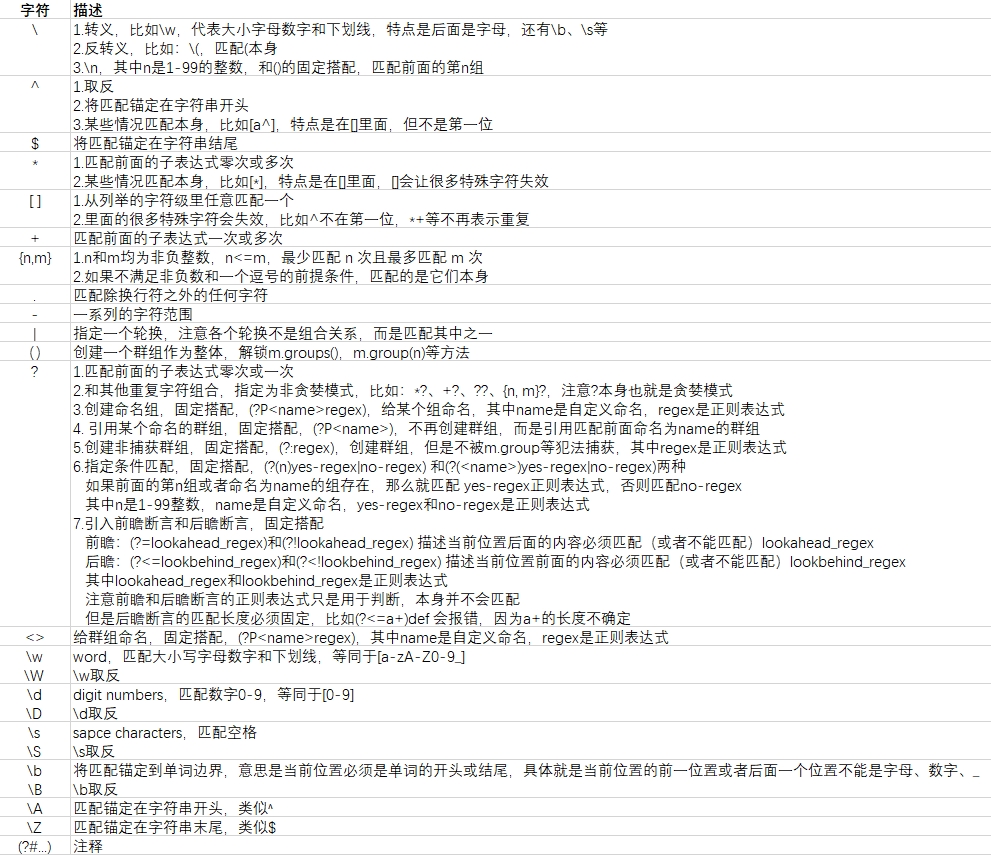 字符 描述
\ 1.转义，比如\w，代表大小字母数字和下划线，特点是后面是字母，还有\b、\s等
2.反转义，比如：\(，匹配(本身
3.\n，其中n是1-99的整数，和()的固定搭配，匹配前面的第n组
^ 1.取反
2.将匹配锚定在字符串开头
3.某些情况匹配本身，比如[a^]，特点是在[]里面，但不是第一位
$ 将匹配锚定在字符串结尾
* 1.匹配前面的子表达式零次或多次
2.某些情况匹配本身，比如[*]，特点是在[]里面，[]会让很多特殊字符失效
[ ] 1.从列举的字符级里任意匹配一个
2.里面的很多特殊字符会失效，比如^不在第一位，*+等不再表示重复
+ 匹配前面的子表达式一次或多次
{n,m} 1.n和m均为非负整数，n<=m，最少匹配 n 次且最多匹配 m 次
2.如果不满足非负数和一个逗号的前提条件，匹配的是它们本身
. 匹配除换行符之外的任何字符
- 一系列的字符范围
| 指定一个轮换，注意各个轮换不是组合关系，而是匹配其中之一
( ) 创建一个群组作为整体，解锁m.groups()，m.group(n)等方法
? 1.匹配前面的子表达式零次或一次
2.和其他重复字符组合，指定为非贪婪模式，比如：*?、+?、??、{n, m}?，注意?本身也就是贪婪模式
3.创建命名组，固定搭配，(?P<name>regex)，给某个组命名，其中name是自定义命名，regex是正则表达式
4. 引用某个命名的群组，固定搭配，(?P<name>)，不再创建群组，而是引用匹配前面命名为name的群组
5.创建非捕获群组，固定搭配，(?:regex)，创建群组，但是不被m.group等犯法捕获，其中regex是正则表达式
6.指定条件匹配，固定搭配，(?(n)yes-regex|no-regex) 和(?(<name>)yes-regex|no-regex)两种
如果前面的第n组或者命名为name的组存在，那么就匹配 yes-regex正则表达式，否则匹配no-regex
其中n是1-99整数，name是自定义命名，yes-regex和no-regex是正则表达式
7.引入前瞻断言和后瞻断言，固定搭配
前瞻：(?=lookahead_regex)和(?!lookahead_regex) 描述当前位置后面的内容必须匹配（或者不能匹配）lookahead_regex
后瞻：(?<=lookbehind_regex)和(?<!lookbehind_regex) 描述当前位置前面的内容必须匹配（或者不能匹配）lookbehind_regex
其中lookahead_regex和lookbehind_regex是正则表达式
注意前瞻和后瞻断言的正则表达式只是用于判断，本身并不会匹配
但是后瞻断言的匹配长度必须固定，比如(?<=a+)def 会报错，因为a+的长度不确定
<> 给群组命名，固定搭配，(?P<name>regex)，其中name是自定义命名，regex是正则表达式
\w word，匹配大小写字母数字和下划线，等同于[a-zA-Z0-9_]
\W \w取反
\d digit numbers，匹配数字0-9，等同于[0-9]
\D \d取反
\s sapce characters，匹配空格
\S \s取反
\b 将匹配锚定到单词边界，意思是当前位置必须是单词的开头或结尾，具体就是当前位置的前一位置或者后面一个位置不能是字母、数字、_
\B \b取反
\A 匹配锚定在字符串开头，类似^
\Z 匹配锚定在字符串末尾，类似$
(?#...) 注释